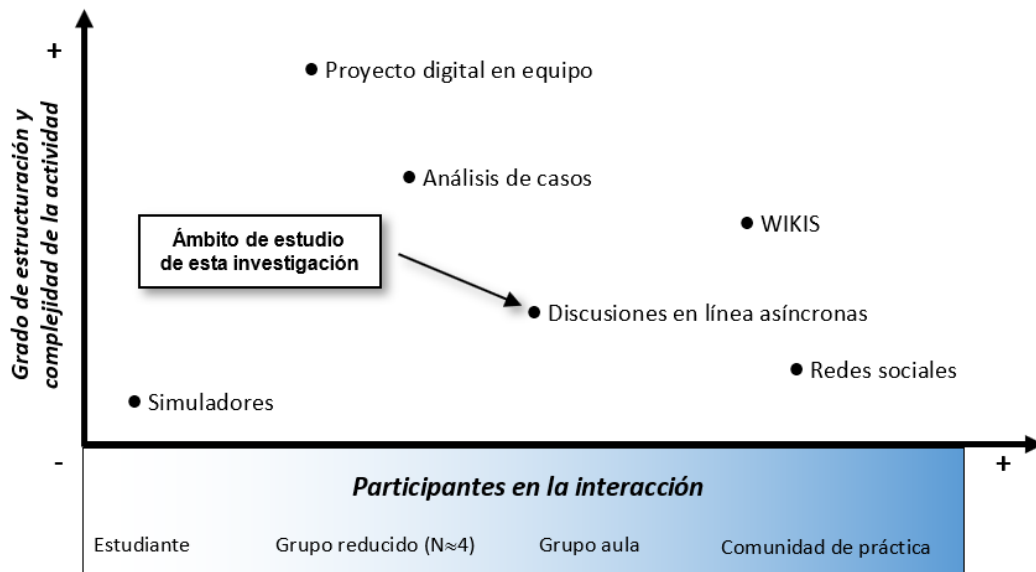 +
Proyecto digital en equipo
Grado de estructuración y
complejidad de la actividad
Análisis de casos
Ámbito de estudio
de esta investigación
WIKIS
Discusiones en línea asíncronas
Redes sociales
Simuladores
-
+
Participantes en la interacción
Estudiante
Grupo reducido (N≈4)
Grupo aula
Comunidad de práctica